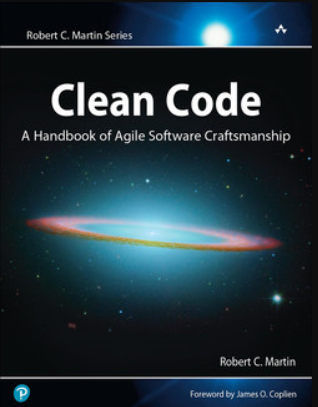 Robert C. Martin Series
Clean Code
A Handbook of Agile Software Craftsmanship
Robert C. Martin
Foreword by James O. Coplien